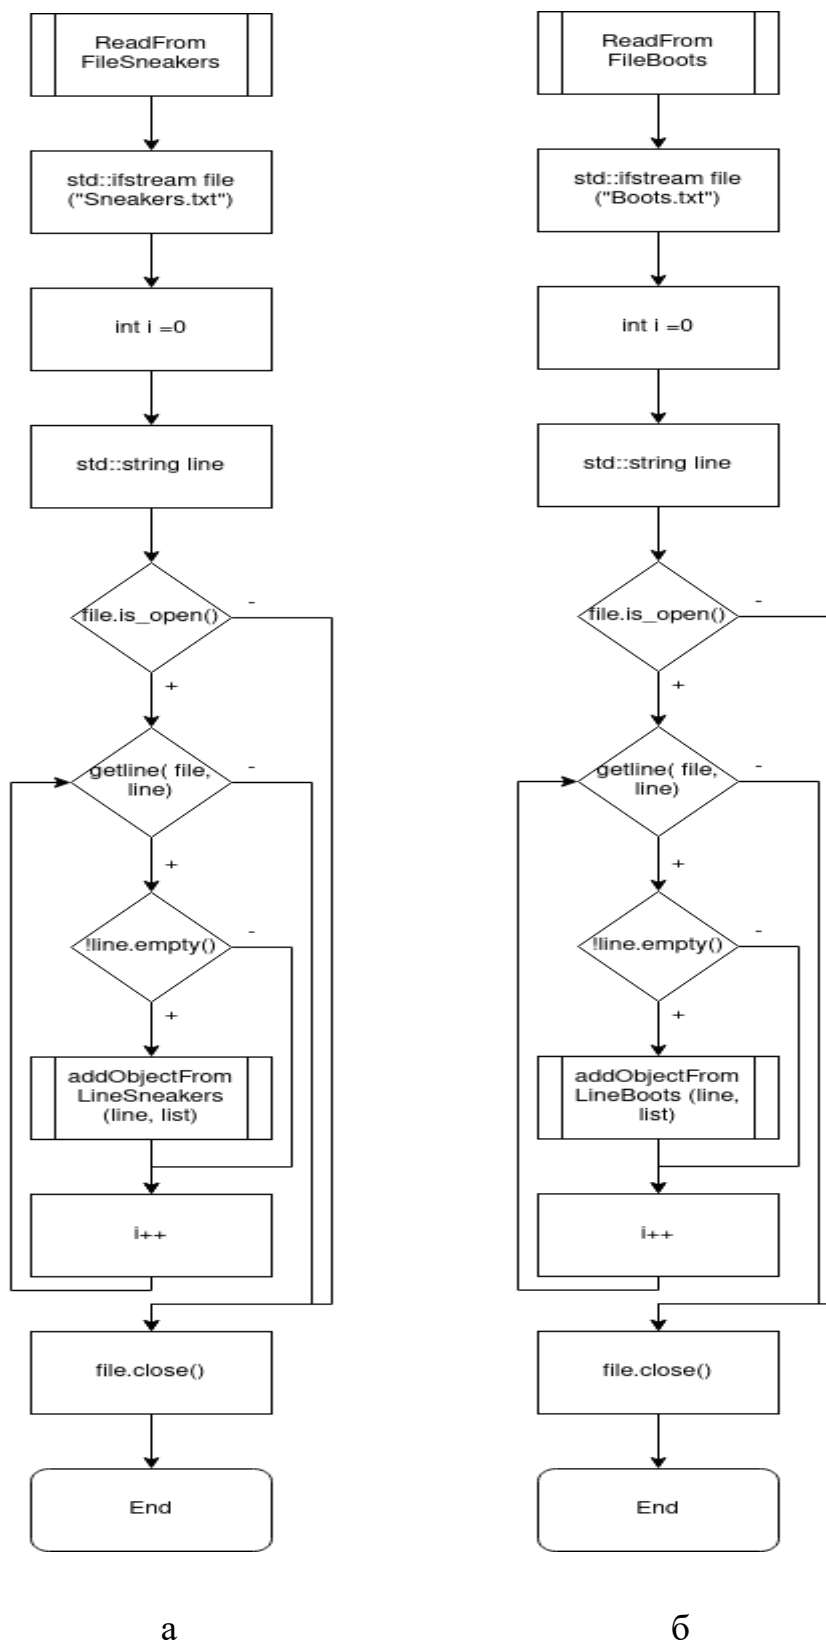 ReadFrom
FileSneakers
std::ifstream file
("Sneakers.txt")
int i =0
std::string line
file.is_open()
-
+
getline( file,
line)
-
+
!line.empty()
-
+
addObjectFrom
LineSneakers
(line, list)
i++
file.close()
End
а
ReadFrom
FileBoots
std::ifstream file
("Boots.txt")
int i =0
std::string line
file.is_open()
-
+
getline( file,
line)
-
+
!line.empty()
-
+
addObjectFrom
LineBoots (line,
list)
i++
file.close()
End
б